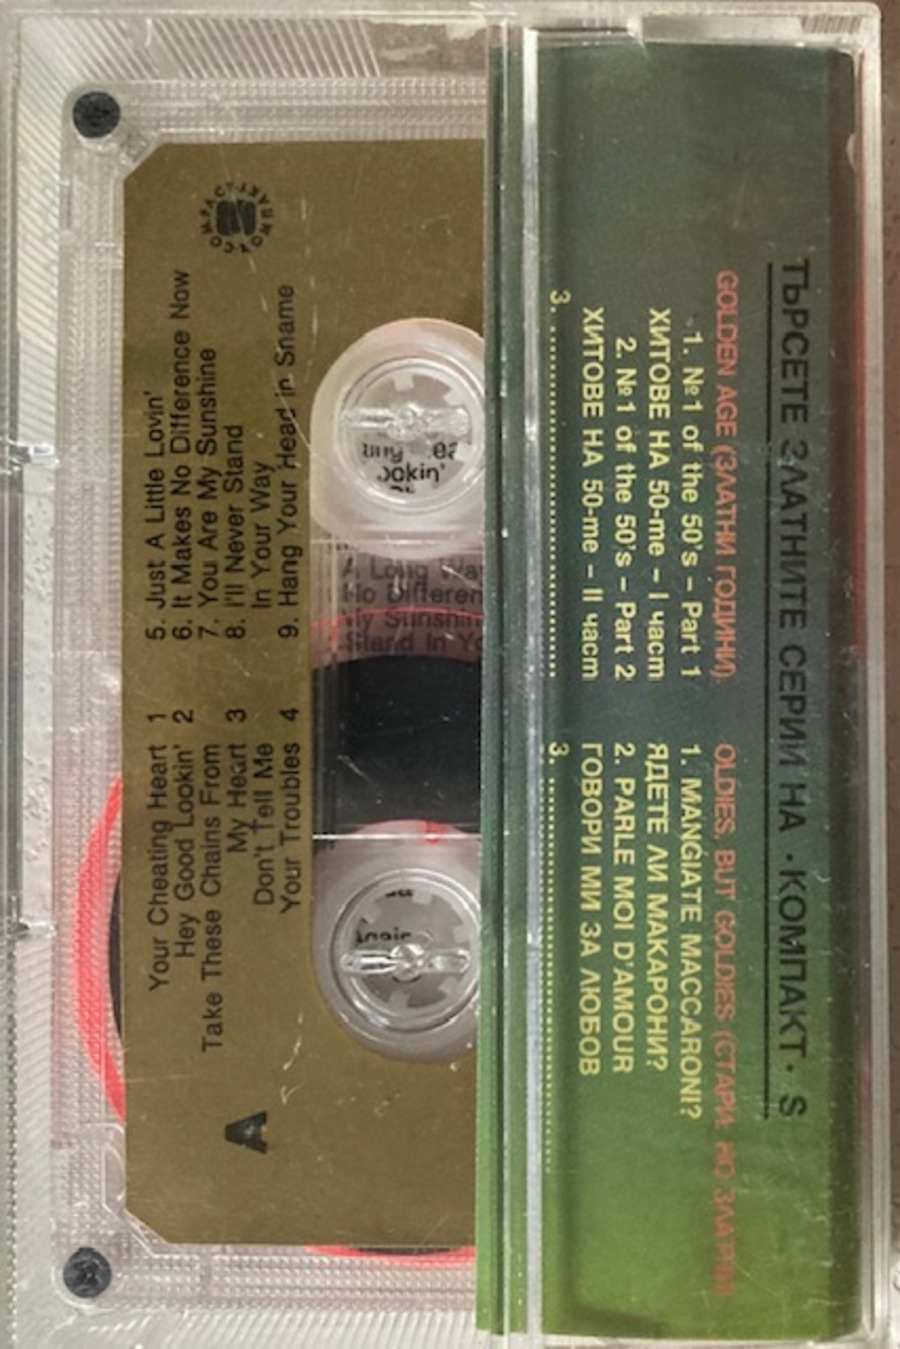 A
Your Cheating Heart 1
Hey Good Lookin' 2
Take These Chains From
My Heart 3
Don't Tell Me
Your Troubles 4
5. Just A Little Lovin'
6. It Makes No Difference Now
7. You Are My Sunshine
8. I'll Never Stand
In Your Way
9. Hang Your Head in Sname
ТЪРСЕТЕ ЗЛАТНИТЕ СЕРИИ НА · КОМПАКТ · S
GOLDEN AGE (ЗЛАТНИ ГОДИНИ)
1. №1 of the 50's – Part 1
ХИТОВЕ НА 50-те – I част
2. №1 of the 50's – Part 2
ХИТОВЕ НА 50-те – II част
3. ..............................
OLDIES, BUT GOLDIES (СТАРИ, НО ЗЛАТНИ
1. MANGIATE MACCARONI?
ЯДЕТЕ ЛИ МАКАРОНИ?
2. PARLE MOI D'AMOUR
ГОВОРИ МИ ЗА ЛЮБОВ
3. ..............................